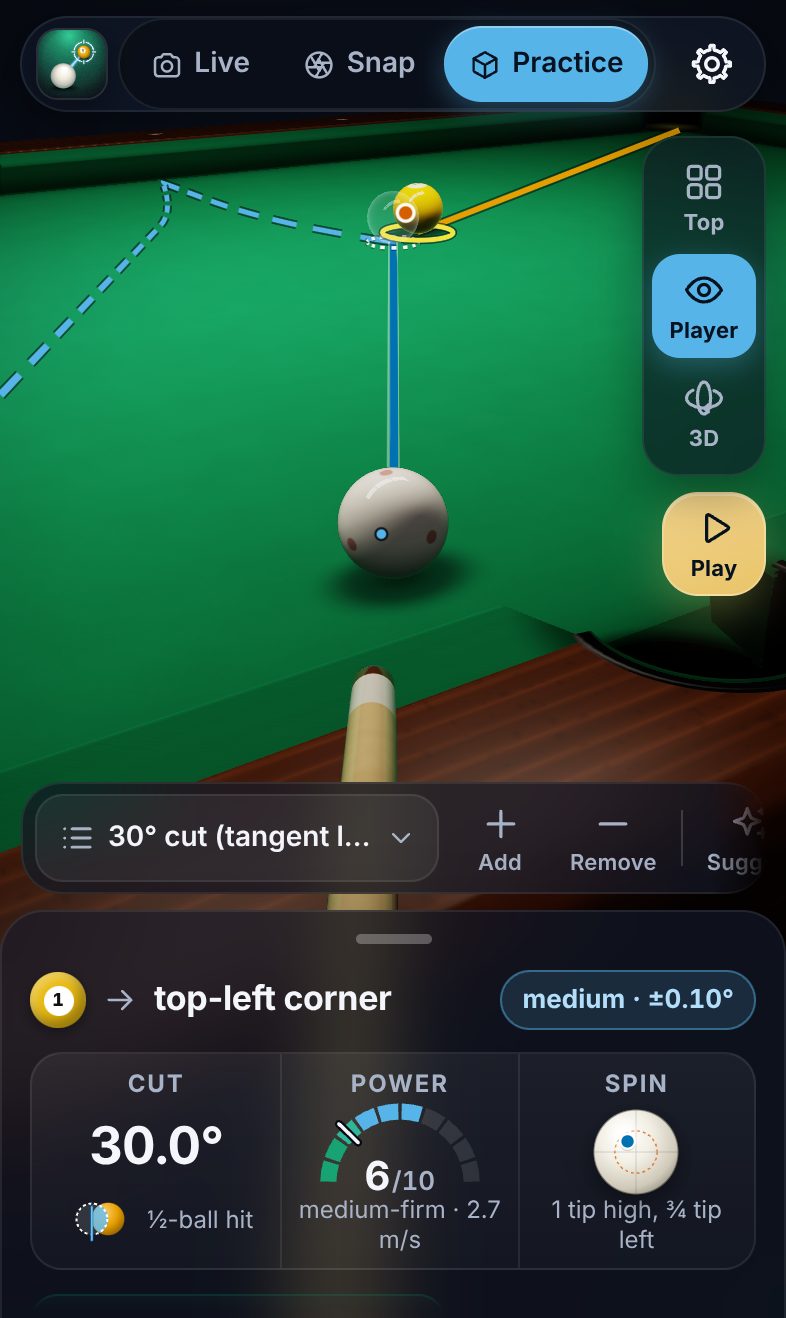 Live
Snap
Practice
Top
Player
3D
Play
30° cut (tangent l...
Add
Remove
Sugg
1
top-left corner
medium · ±0.10°
CUT
POWER
SPIN
30.0°
6/10
½-ball hit
medium-firm · 2.7
m/s
1 tip high, ¾ tip
left